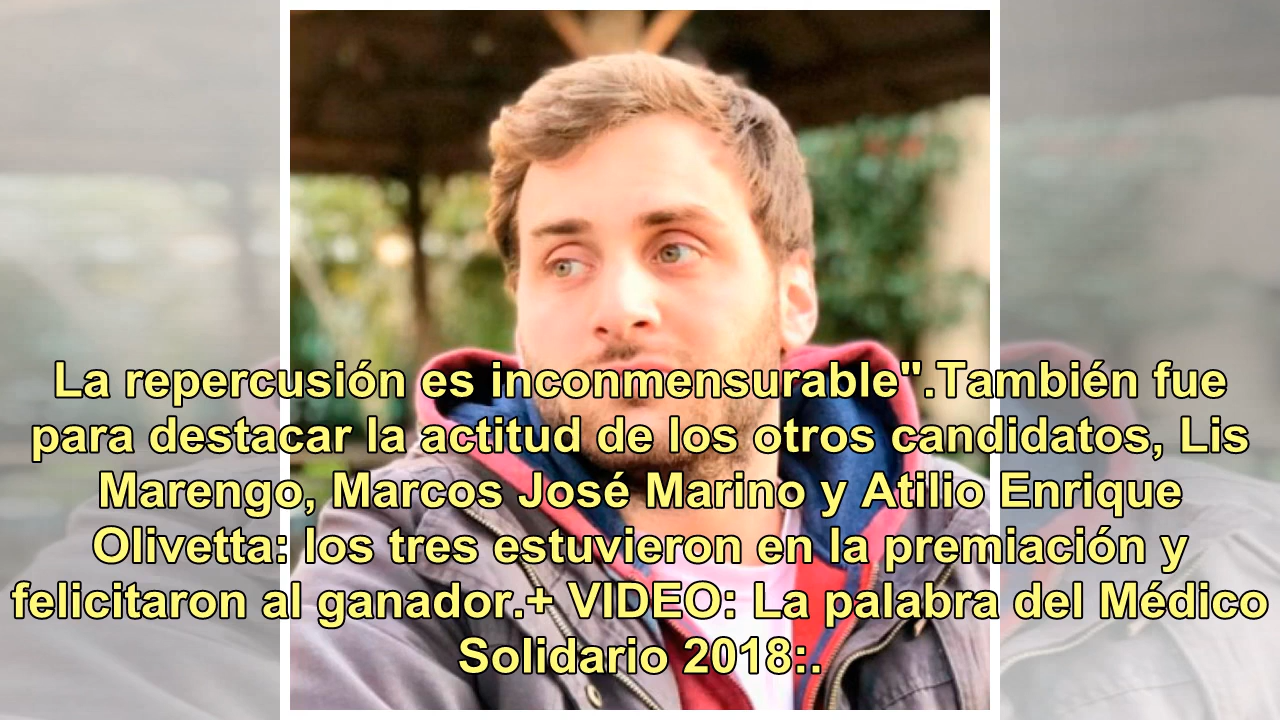 La repercusión es inconmensurable".También fue
para destacar la actitud de los otros candidatos, Lis
Marengo, Marcos José Marino y Atilio Enrique
Olivetta: los tres estuvieron en la premiación y
felicitaron al ganador.+ VIDEO: La palabra del Médico
Solidario 2018:.